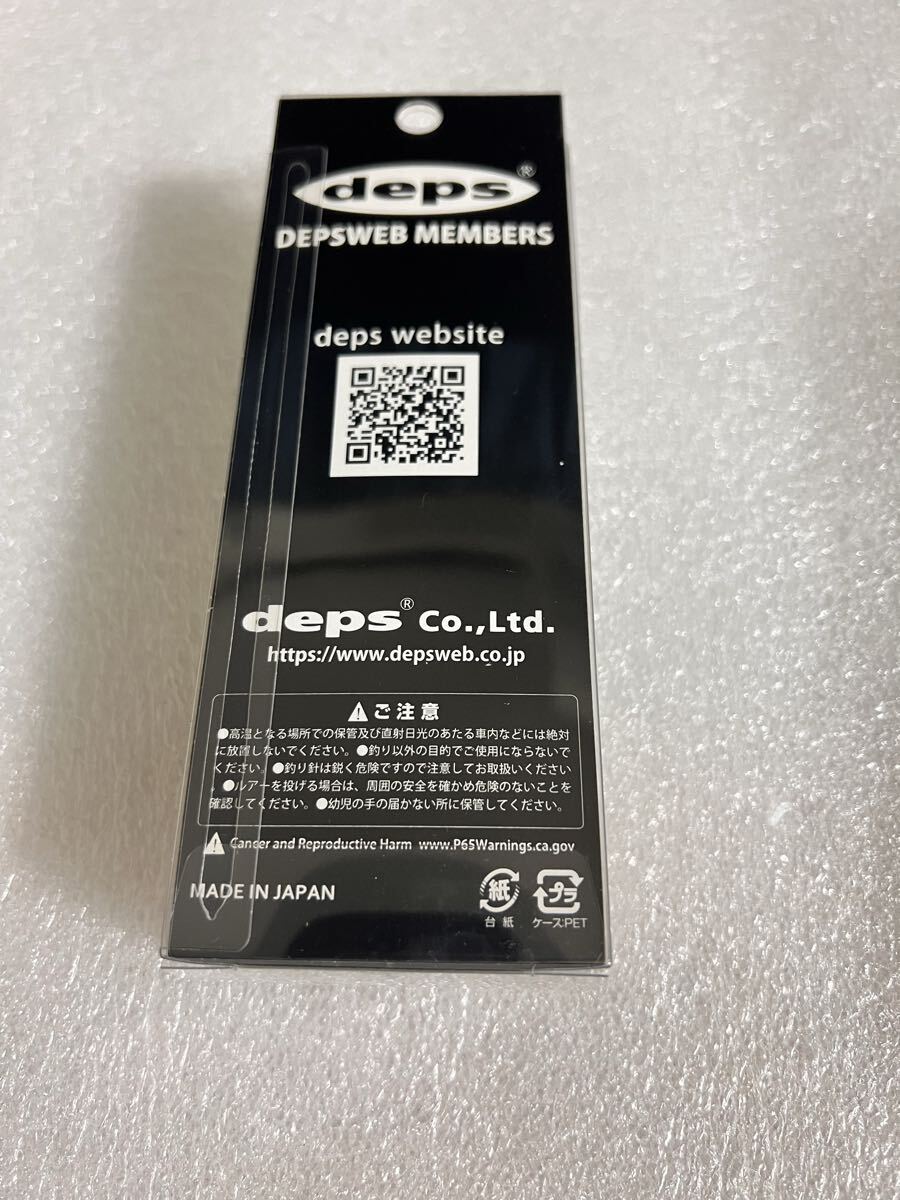 deps®
DEPSWEB MEMBERS
deps website
deps® Co.,Ltd.
https://www.depsweb.co.jp
ご注意
●高温となる場所での保管及び直射日光のあたる車内などには絶対
に放置しないでください。●釣り以外の目的でご使用にならないで
ください。●釣り針は鋭く危険ですので注意してお取扱いください
。●ルアーを投げる場合は、周囲の安全を確かめ危険のないことを
確認してください。●幼児の手の届かない所に保管してください。
Cancer and Reproductive Harm www.P65Warnings.ca.gov
MADE IN JAPAN
紙
プラ
台紙
ケース:PET